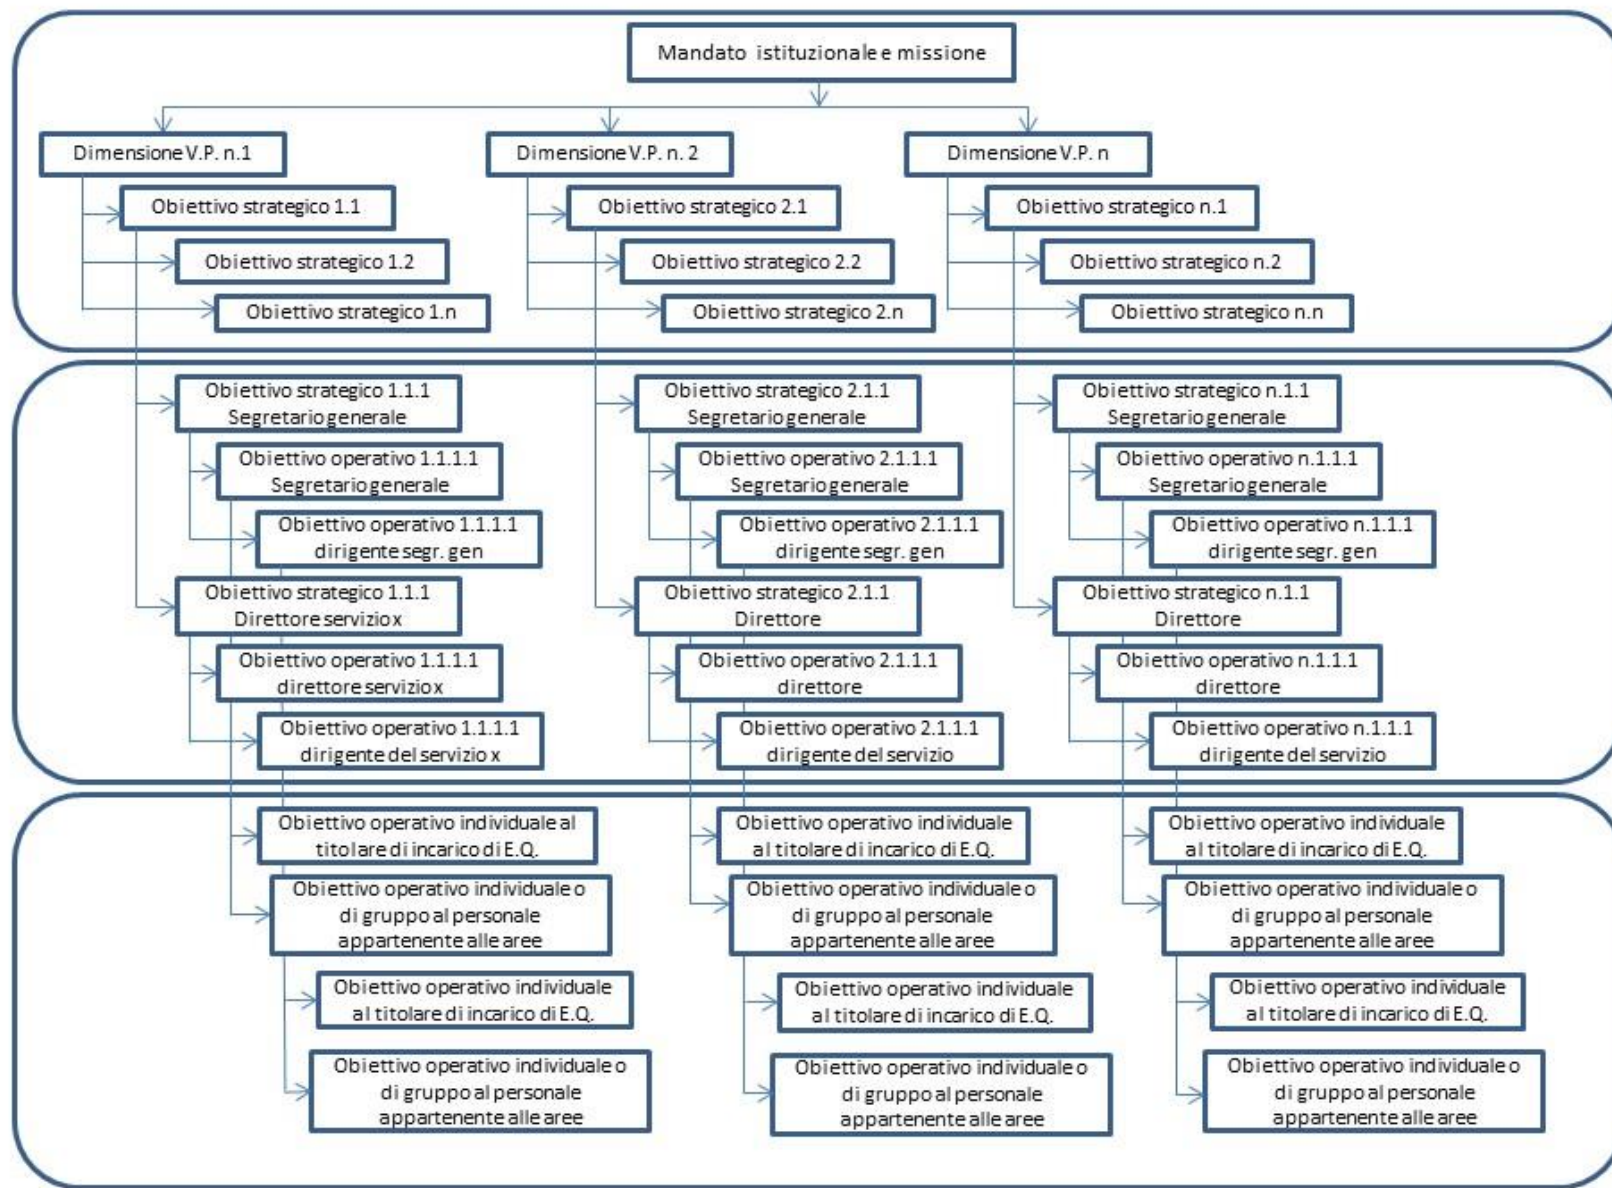 Mandato istituzionale e missione
Dimensione V.P. n.1
Dimensione V.P. n. 2
Dimensione V.P. n
Obiettivo strategico 1.1
Obiettivo strategico 2.1
Obiettivo strategico n.1
Obiettivo strategico 1.2
Obiettivo strategico 2.2
Obiettivo strategico n.2
Obiettivo strategico 1.n
Obiettivo strategico 2.n
Obiettivo strategico n.n
Obiettivo strategico 1.1.1
Segretario generale
Obiettivo strategico 2.1.1
Segretario generale
Obiettivo strategico n.1.1
Segretario generale
Obiettivo operativo 1.1.1.1
Segretario generale
Obiettivo operativo 2.1.1.1
Segretario generale
Obiettivo operativo n.1.1.1
Segretario generale
Obiettivo operativo 1.1.1.1
dirigente segr. gen
Obiettivo operativo 2.1.1.1
dirigente segr. gen
Obiettivo operativo n.1.1.1
dirigente segr. gen
Obiettivo strategico 1.1.1
Direttore servizio x
Obiettivo strategico 2.1.1
Direttore
Obiettivo strategico n.1.1
Direttore
Obiettivo operativo 1.1.1.1
direttore servizio x
Obiettivo operativo 2.1.1.1
direttore
Obiettivo operativo n.1.1.1
direttore
Obiettivo operativo 1.1.1.1
dirigente del servizio x
Obiettivo operativo 2.1.1.1
dirigente del servizio
Obiettivo operativo n.1.1.1
dirigente del servizio
Obiettivo operativo individuale al
titolare di incarico di E.Q.
Obiettivo operativo individuale
al titolare di incarico di E.Q.
Obiettivo operativo individuale
al titolare di incarico di E.Q.
Obiettivo operativo individuale o
di gruppo al personale
appartenente alle aree
Obiettivo operativo individuale o
di gruppo al personale
appartenente alle aree
Obiettivo operativo individuale o
di gruppo al personale
appartenente alle aree
Obiettivo operativo individuale
al titolare di incarico di E.Q.
Obiettivo operativo individuale
al titolare di incarico di E.Q.
Obiettivo operativo individuale
al titolare di incarico di E.Q.
Obiettivo operativo individuale o
di gruppo al personale
appartenente alle aree
Obiettivo operativo individuale o
di gruppo al personale
appartenente alle aree
Obiettivo operativo individuale o
di gruppo al personale
appartenente alle aree